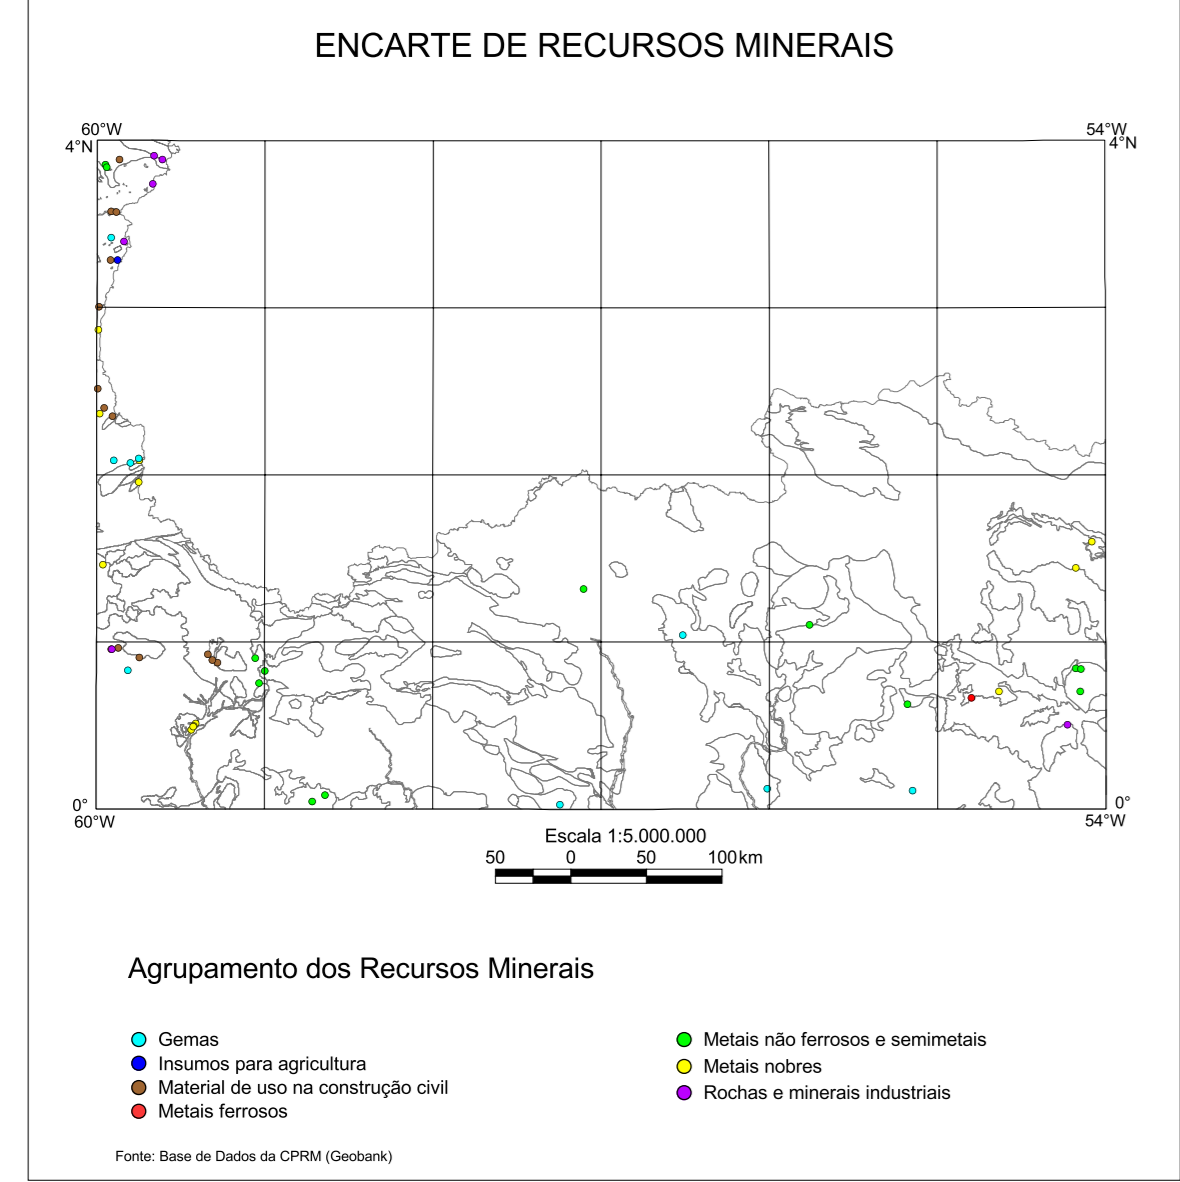 ENCARTE DE RECURSOS MINERAIS
60°W 54°W
4°N 4°N
0° 0°
60°W 54°W
Escala 1:5.000.000
50 0 50 100km
Agrupamento dos Recursos Minerais
Gemas
Insumos para agricultura
Material de uso na construção civil
Metais ferrosos
Metais não ferrosos e semimetais
Metais nobres
Rochas e minerais industriais
Fonte: Base de Dados da CPRM (Geobank)